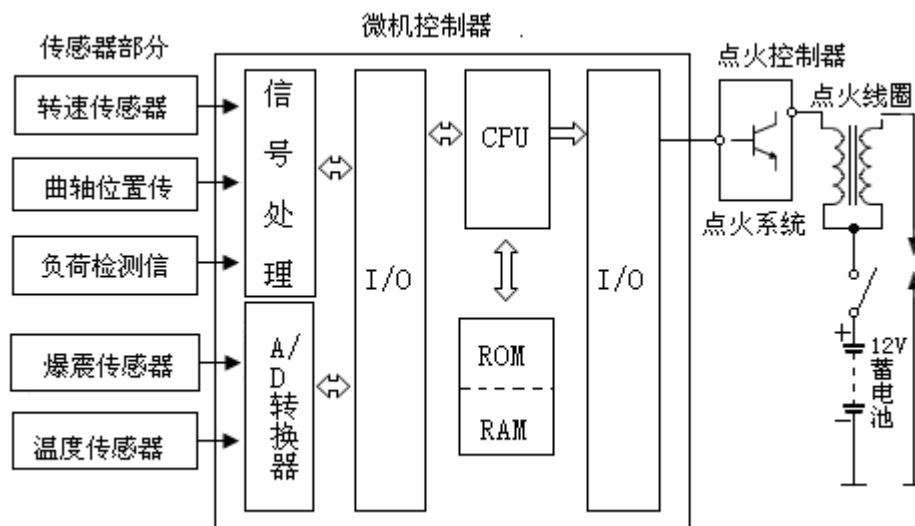 微机控制器
传感器部分
点火控制器
转速传感器
信号处理
CPU
点火线圈
曲轴位置传
点火系统
负荷检测信
I/O
I/O
爆震传感器
A/D转换器
ROM
RAM
+
12V
蓄电池
−
温度传感器